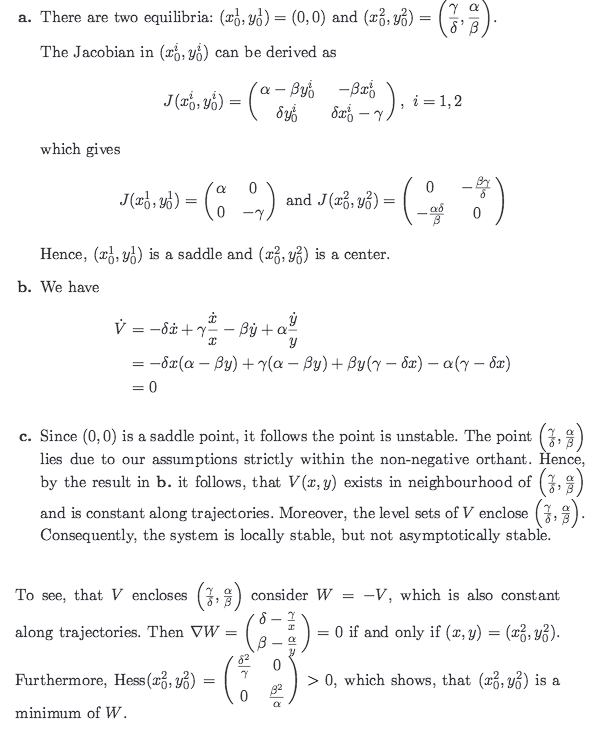 a. There are two equilibria: $(x_0^1, y_0^1) = (0, 0)$ and $(x_0^2, y_0^2) = \left(\frac{\gamma}{\delta}, \frac{\alpha}{\beta}\right)$.
The Jacobian in $(x_0^i, y_0^i)$ can be derived as
$J(x_0^i, y_0^i) = \begin{pmatrix} \alpha - \beta y_0^i & -\beta x_0^i \\ \delta y_0^i & \delta x_0^i - \gamma \end{pmatrix}, \; i = 1, 2$
which gives
$J(x_0^1, y_0^1) = \begin{pmatrix} \alpha & 0 \\ 0 & -\gamma \end{pmatrix}$ and $J(x_0^2, y_0^2) = \begin{pmatrix} 0 & -\frac{\beta\gamma}{\delta} \\ -\frac{\alpha\delta}{\beta} & 0 \end{pmatrix}$
Hence, $(x_0^1, y_0^1)$ is a saddle and $(x_0^2, y_0^2)$ is a center.
b. We have
$\dot{V} = -\delta\dot{x} + \gamma\frac{\dot{x}}{x} - \beta\dot{y} + \alpha\frac{\dot{y}}{y}$
$= -\delta x(\alpha - \beta y) + \gamma(\alpha - \beta y) + \beta y(\gamma - \delta x) - \alpha(\gamma - \delta x)$
$= 0$
c. Since $(0, 0)$ is a saddle point, it follows the point is unstable. The point $\left(\frac{\gamma}{\delta}, \frac{\alpha}{\beta}\right)$
lies due to our assumptions strictly within the non-negative orthant. Hence,
by the result in b. it follows, that $V(x, y)$ exists in neighbourhood of $\left(\frac{\gamma}{\delta}, \frac{\alpha}{\beta}\right)$
and is constant along trajectories. Moreover, the level sets of $V$ enclose $\left(\frac{\gamma}{\delta}, \frac{\alpha}{\beta}\right)$.
Consequently, the system is locally stable, but not asymptotically stable.
To see, that $V$ encloses $\left(\frac{\gamma}{\delta}, \frac{\alpha}{\beta}\right)$ consider $W = -V$, which is also constant
along trajectories. Then $\nabla W = \begin{pmatrix} \delta - \frac{\gamma}{x} \\ \beta - \frac{\alpha}{y} \end{pmatrix} = 0$ if and only if $(x, y) = (x_0^2, y_0^2)$.
Furthermore, $\text{Hess}(x_0^2, y_0^2) = \begin{pmatrix} \frac{\delta^2}{\gamma} & 0 \\ 0 & \frac{\beta^2}{\alpha} \end{pmatrix} > 0$, which shows, that $(x_0^2, y_0^2)$ is a
minimum of $W$.